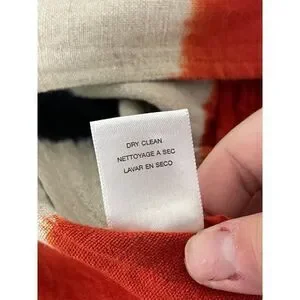 DRY CLEAN
NETTOYAGE A SEC
LAVAR EN SECO